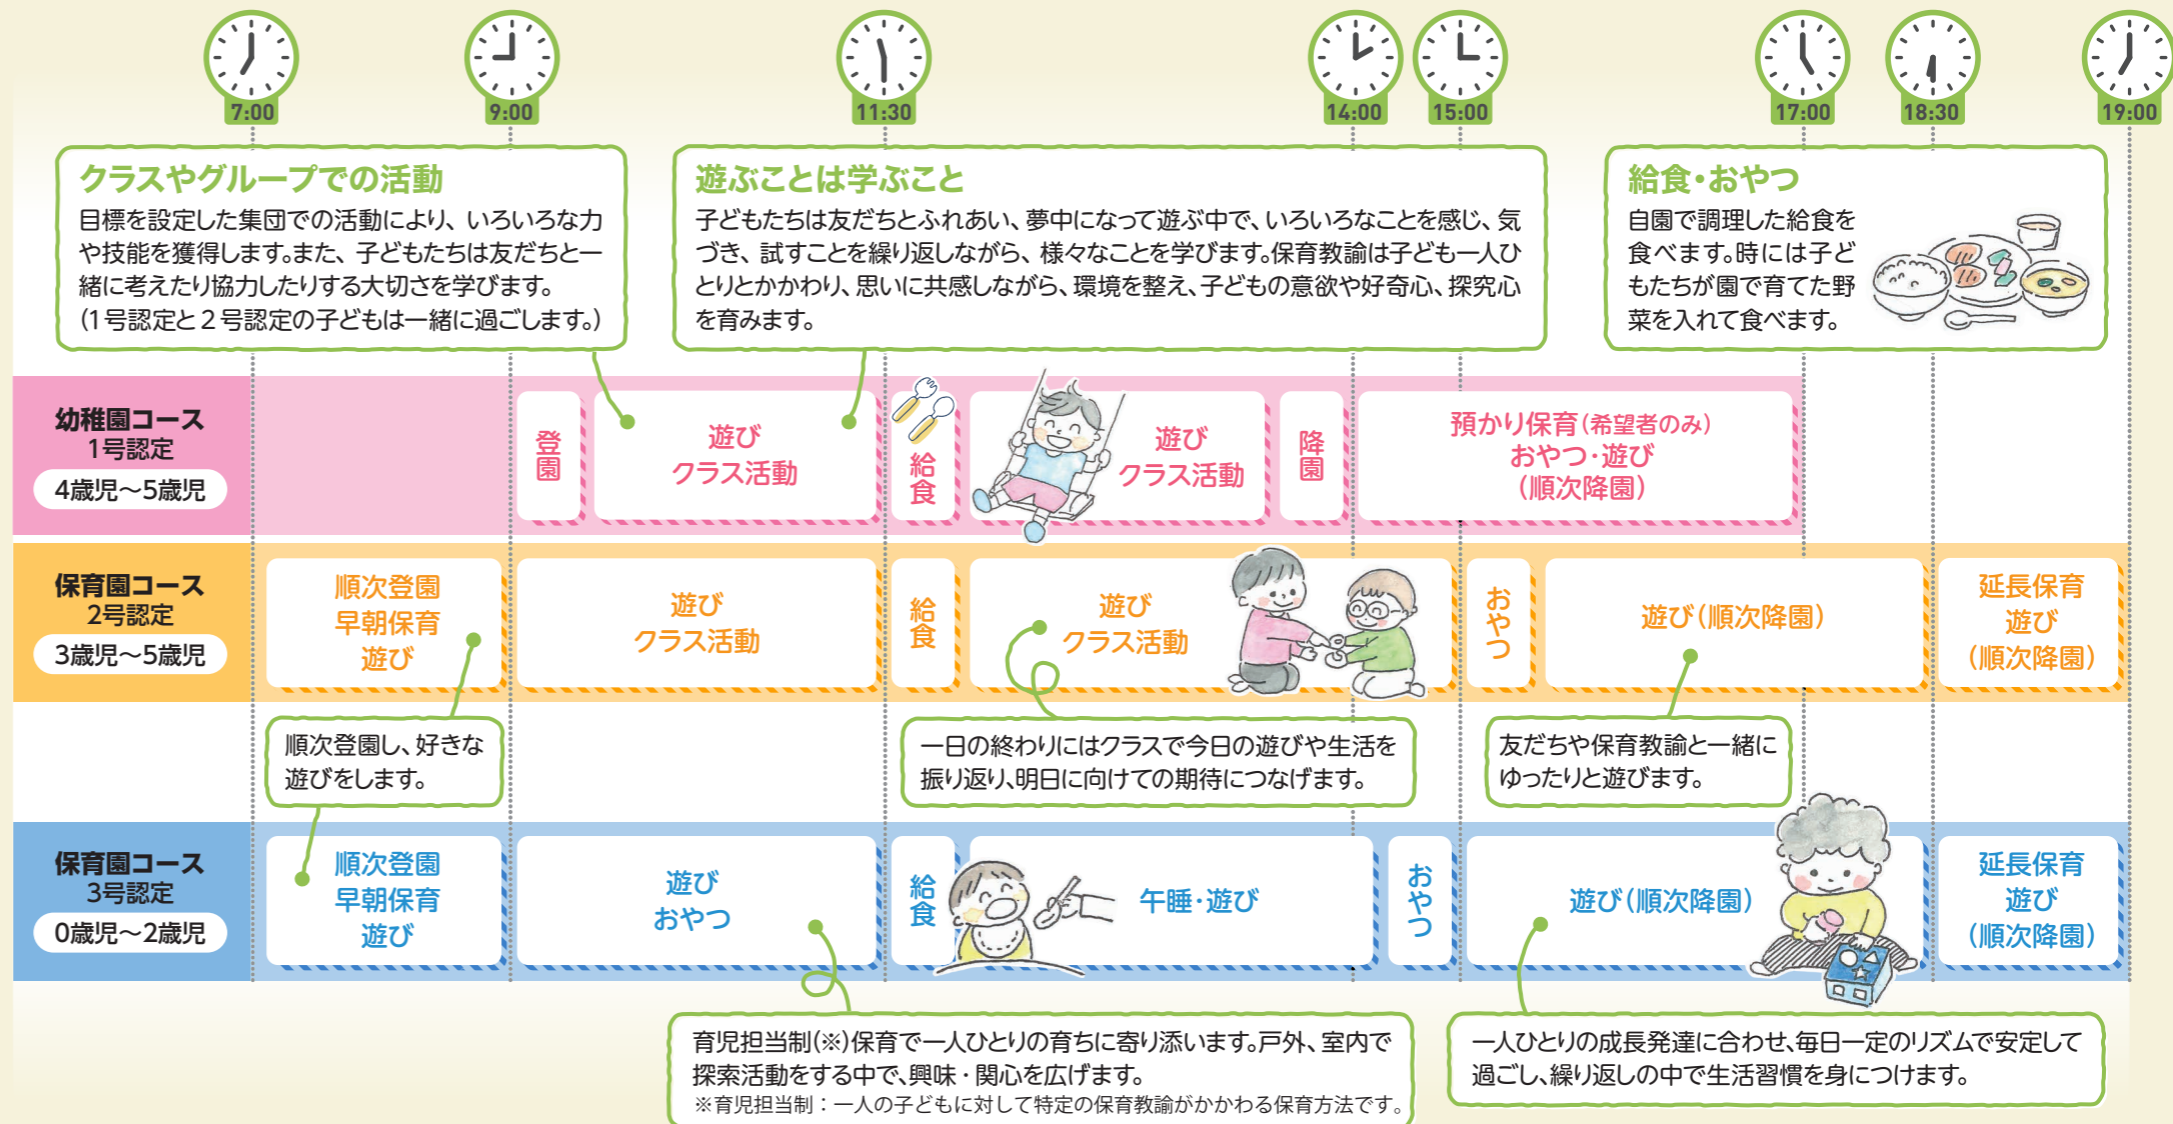 7:00
9:00
11:30
14:00
15:00
17:00
18:30
19:00
クラスやグループでの活動
目標を設定した集団での活動により、いろいろな力
や技能を獲得します。また、子どもたちは友だちと一
緒に考えたり協力したりする大切さを学びます。
(1号認定と2号認定の子どもは一緒に過ごします。)
遊ぶことは学ぶこと
子どもたちは友だちとふれあい、夢中になって遊ぶ中で、いろいろなことを感じ、気
づき、試すことを繰り返しながら、様々なことを学びます。保育教諭は子ども一人ひ
とりとかかわり、思いに共感しながら、環境を整え、子どもの意欲や好奇心、探究心
を育みます。
給食・おやつ
自園で調理した給食を
食べます。時には子ど
もたちが園で育てた野
菜を入れて食べます。
幼稚園コース
1号認定
4歳児～5歳児
登園
遊び
クラス活動
給食
遊び
クラス活動
降園
預かり保育(希望者のみ)
おやつ・遊び
(順次降園)
保育園コース
2号認定
3歳児～5歳児
順次登園
早朝保育
遊び
遊び
クラス活動
給食
遊び
クラス活動
おやつ
遊び(順次降園)
延長保育
遊び
(順次降園)
順次登園し、好きな
遊びをします。
一日の終わりにはクラスで今日の遊びや生活を
振り返り、明日に向けての期待につなげます。
友だちや保育教諭と一緒に
ゆったりと遊びます。
保育園コース
3号認定
0歳児～2歳児
順次登園
早朝保育
遊び
遊び
おやつ
給食
午睡・遊び
おやつ
遊び(順次降園)
延長保育
遊び
(順次降園)
育児担当制(※)保育で一人ひとりの育ちに寄り添います。戸外、室内で
探索活動をする中で、興味・関心を広げます。
※育児担当制：一人の子どもに対して特定の保育教諭がかかわる保育方法です。
一人ひとりの成長発達に合わせ、毎日一定のリズムで安定して
過ごし、繰り返しの中で生活習慣を身につけます。